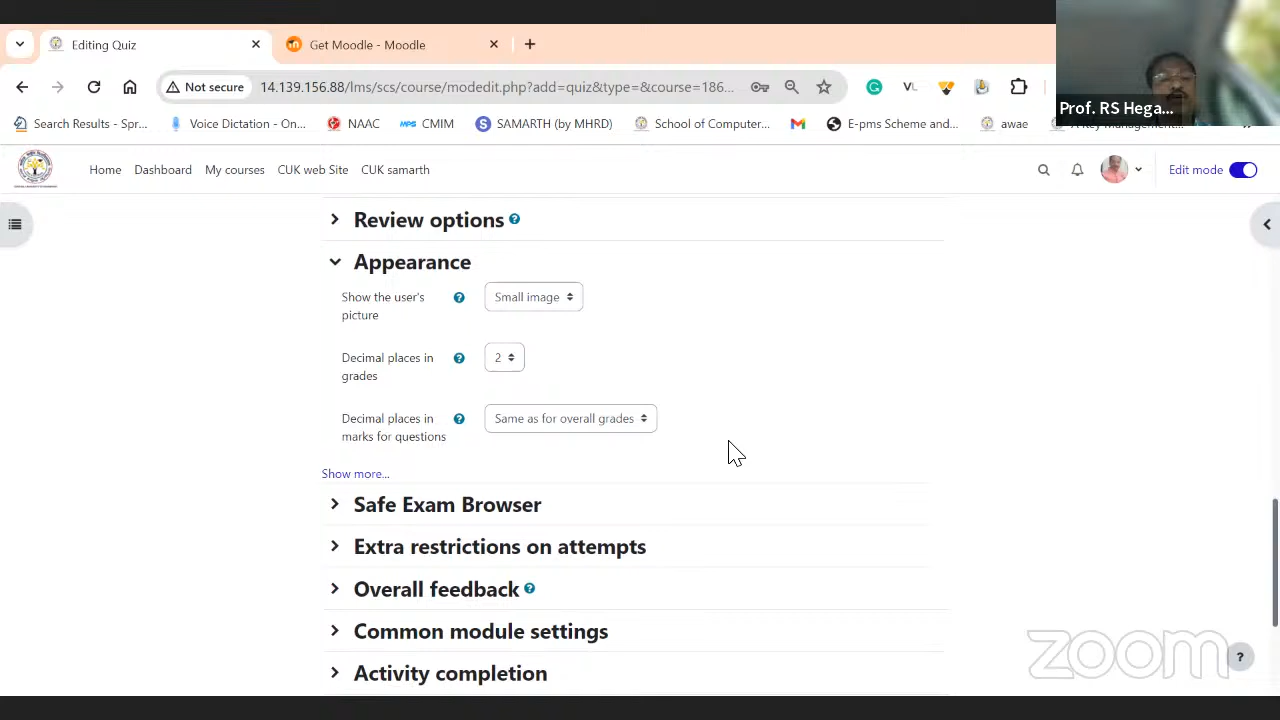 Editing Quiz
Get Moodle - Moodle
Not secure
14.139.156.88/lms/scs/course/modedit.php?add=quiz&type=&course=186...
Prof. RS Hega...
Search Results - Spr...
Voice Dictation - On...
NAAC
CMIM
SAMARTH (by MHRD)
School of Computer...
E-pms Scheme and...
awae
Home
Dashboard
My courses
CUK web Site
CUK samarth
Edit mode
Review options
Appearance
Show the user's
picture
Small image
Decimal places in
grades
2
Decimal places in
marks for questions
Same as for overall grades
Show more...
Safe Exam Browser
Extra restrictions on attempts
Overall feedback
Common module settings
Activity completion
zoom